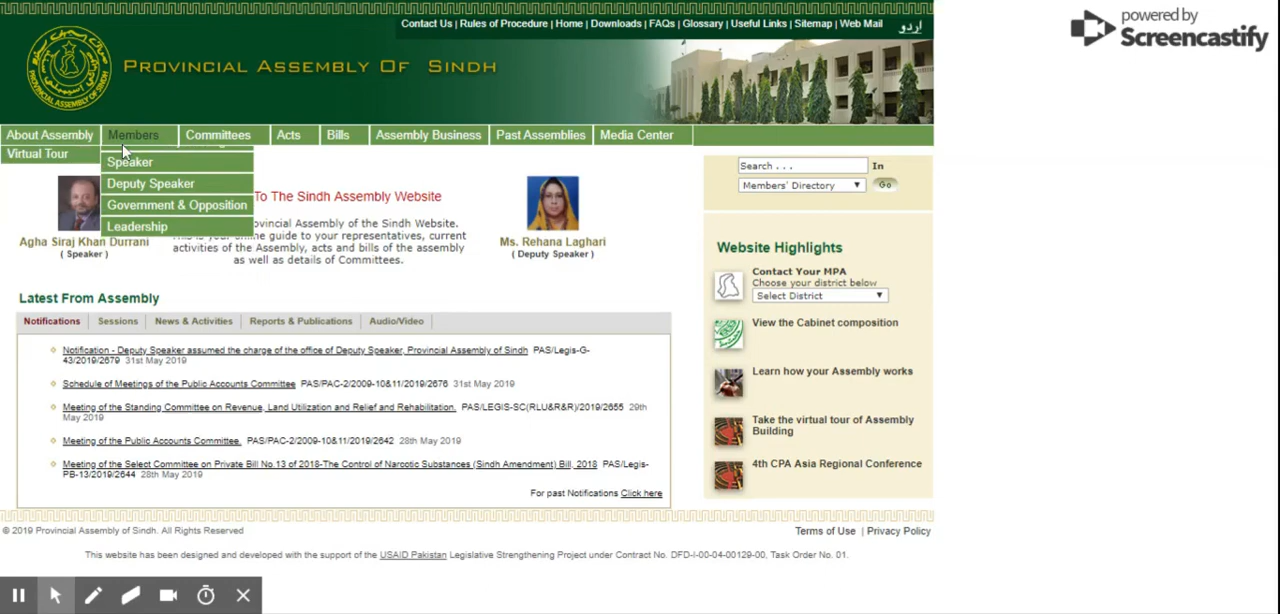 Contact Us | Rules of Procedure | Home | Downloads | FAQs | Glossary | Useful Links | Sitemap | Web Mail
اردو
powered by
Screencastify
PROVINCIAL ASSEMBLY OF SINDH
About Assembly Members Committees Acts Bills Assembly Business Past Assemblies Media Center
Virtual Tour
Speaker
Deputy Speaker
Government & Opposition
Leadership
Search . . . In
Members' Directory Go
To The Sindh Assembly Website
ovincial Assembly of the Sindh Website.
guide to your representatives, current
activities of the Assembly, acts and bills of the assembly
as well as details of Committees.
Agha Siraj Khan Durrani
( Speaker )
Ms. Rehana Laghari
( Deputy Speaker )
Website Highlights
Contact Your MPA
Choose your district below
Select District
View the Cabinet composition
Learn how your Assembly works
Take the virtual tour of Assembly
Building
4th CPA Asia Regional Conference
Latest From Assembly
Notifications Sessions News & Activities Reports & Publications Audio/Video
Notification - Deputy Speaker assumed the charge of the office of Deputy Speaker, Provincial Assembly of Sindh PAS/Legis-G-
43/2019/2679 31st May 2019
Schedule of Meetings of the Public Accounts Committee PAS/PAC-2/2009-10&11/2019/2676 31st May 2019
Meeting of the Standing Committee on Revenue, Land Utilization and Relief and Rehabilitation. PAS/LEGIS-SC(RLU&R&R)/2019/2655 29th
May 2019
Meeting of the Public Accounts Committee. PAS/PAC-2/2009-10&11/2019/2642 28th May 2019
Meeting of the Select Committee on Private Bill No.13 of 2018-The Control of Narcotic Substances (Sindh Amendment) Bill, 2018 PAS/Legis-
PB-13/2019/2644 28th May 2019
For past Notifications Click here
© 2019 Provincial Assembly of Sindh. All Rights Reserved
Terms of Use | Privacy Policy
This website has been designed and developed with the support of the USAID Pakistan Legislative Strengthening Project under Contract No. DFD-I-00-04-00129-00, Task Order No. 01.